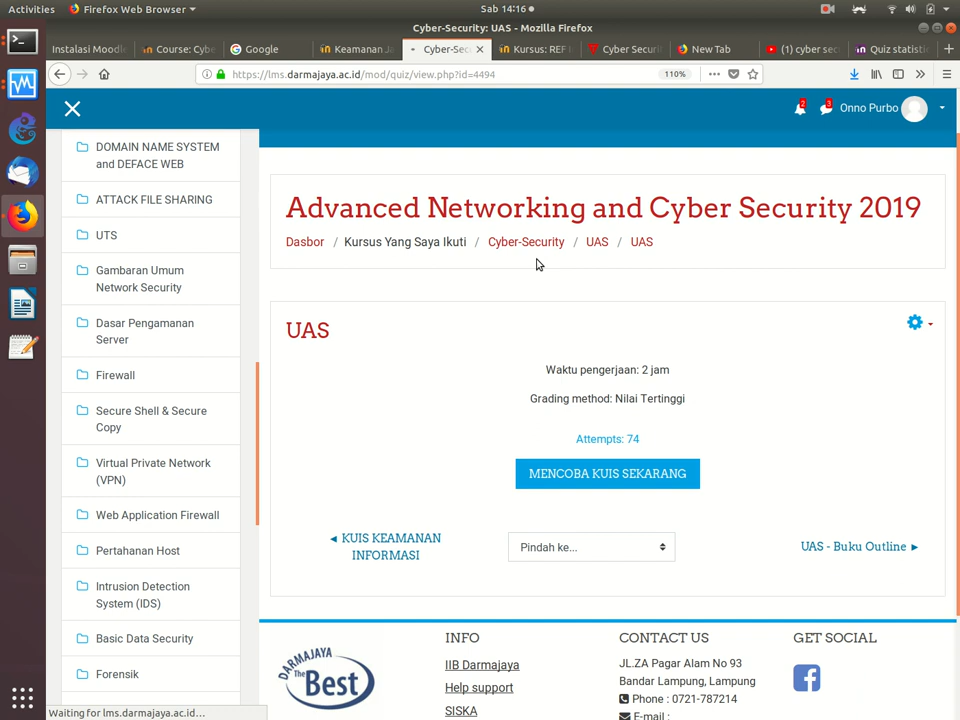 Activities
Firefox Web Browser
Sab 14:16
Cyber-Security: UAS - Mozilla Firefox
Instalasi Moodl
Course: Cybe
Google
Keamanan Ja
Cyber-Sec
Kursus: REF
Cyber Securi
New Tab
(1) cyber sec
Quiz statisti
https://lms.darmajaya.ac.id/mod/quiz/view.php?id=4494
110%
2
3
Onno Purbo
DOMAIN NAME SYSTEM
and DEFACE WEB
ATTACK FILE SHARING
UTS
Gambaran Umum
Network Security
Dasar Pengamanan
Server
Firewall
Secure Shell & Secure
Copy
Virtual Private Network
(VPN)
Web Application Firewall
Pertahanan Host
Intrusion Detection
System (IDS)
Basic Data Security
Forensik
Advanced Networking and Cyber Security 2019
Dasbor / Kursus Yang Saya Ikuti / Cyber-Security / UAS / UAS
UAS
Waktu pengerjaan: 2 jam
Grading method: Nilai Tertinggi
Attempts: 74
MENCOBA KUIS SEKARANG
◄ KUIS KEAMANAN
INFORMASI
Pindah ke...
UAS - Buku Outline ►
DARMAJAYA
The Best
INFO
IIB Darmajaya
Help support
SISKA
CONTACT US
JL.ZA Pagar Alam No 93
Bandar Lampung, Lampung
Phone : 0721-787214
E-mail :
GET SOCIAL
Waiting for lms.darmajaya.ac.id...